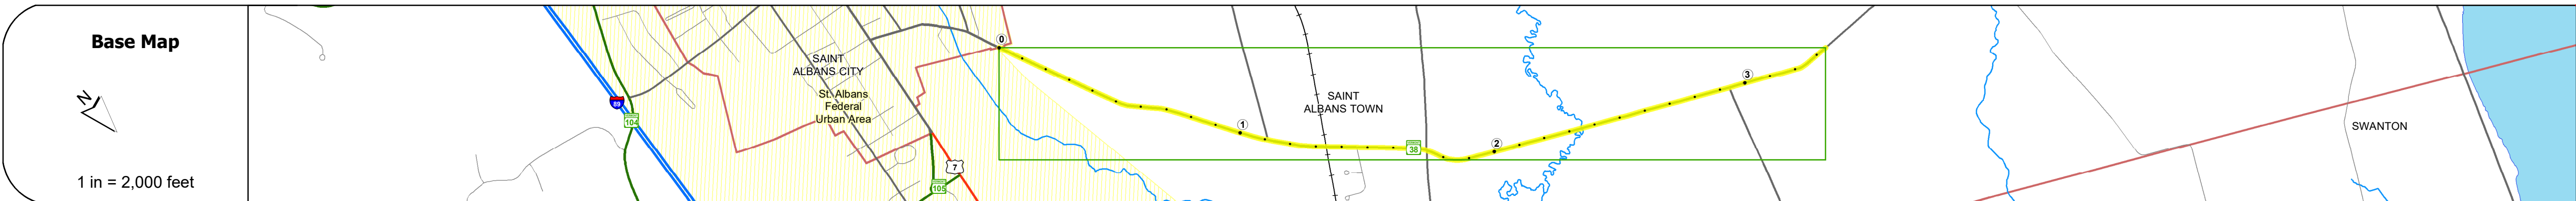 Base Map
N
1 in = 2,000 feet
89
104
SAINT
ALBANS CITY
St. Albans
Federal
Urban Area
7
105
0
1
SAINT
ALBANS TOWN
38
2
3
SWANTON